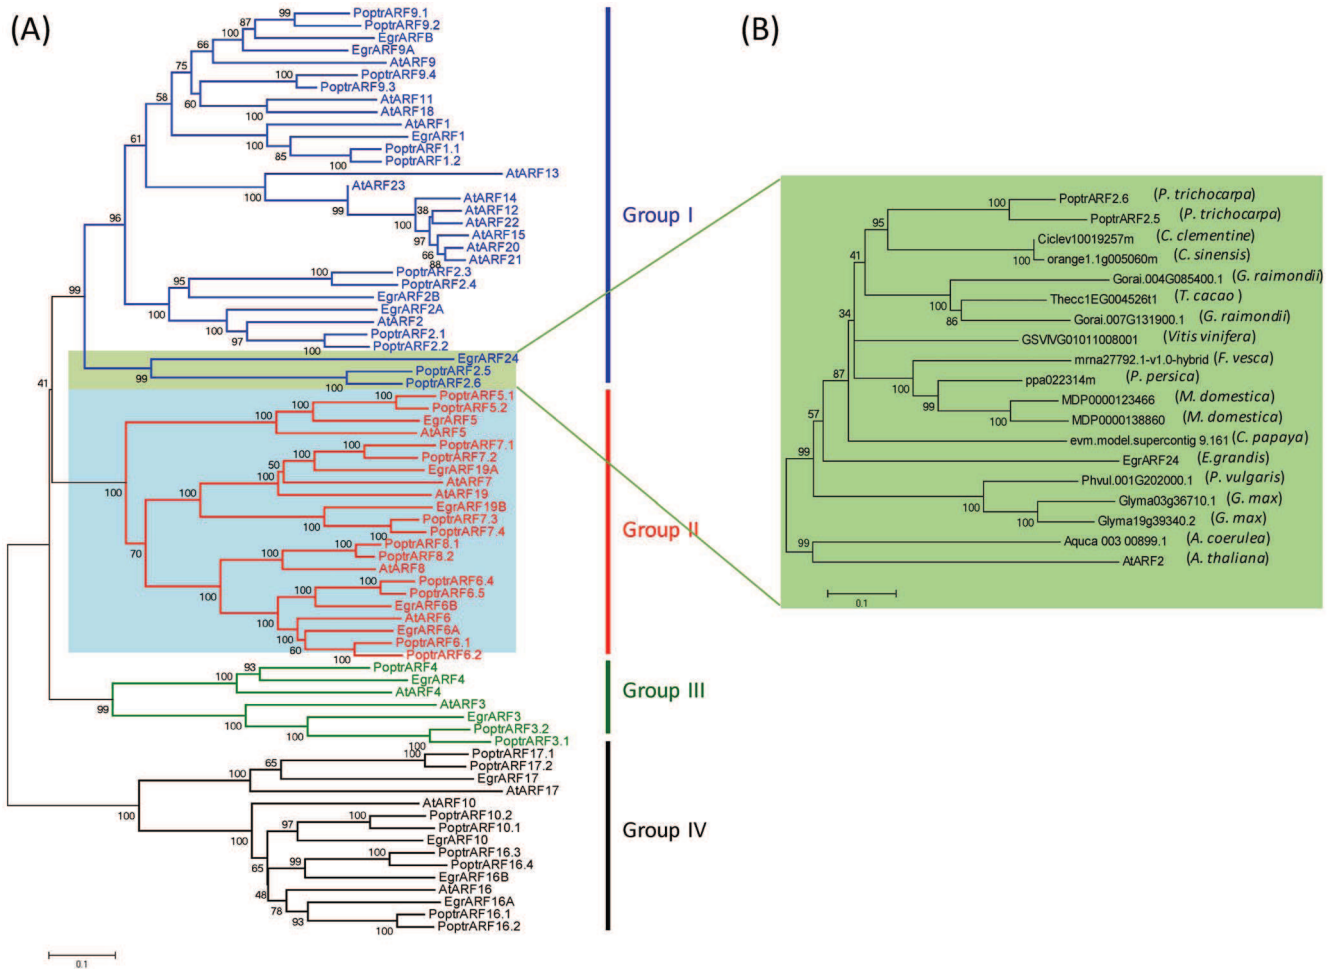 (A)
(B)
PoptrARF9.1
PoptrARF9.2
EgrARFB
EgrARF9A
AtARF9
PoptrARF9.4
PoptrARF9.3
AtARF11
AtARF18
AtARF1
EgrARF1
PoptrARF1.1
PoptrARF1.2
AtARF13
AtARF23
AtARF14
AtARF12
AtARF22
AtARF15
AtARF20
AtARF21
PoptrARF2.3
PoptrARF2.4
EgrARF2B
EgrARF2A
AtARF2
PoptrARF2.1
PoptrARF2.2
EgrARF24
PoptrARF2.5
PoptrARF2.6
PoptrARF5.1
PoptrARF5.2
EgrARF5
AtARF5
PoptrARF7.1
PoptrARF7.2
EgrARF19A
AtARF7
AtARF19
EgrARF19B
PoptrARF7.3
PoptrARF7.4
PoptrARF8.1
PoptrARF8.2
AtARF8
PoptrARF6.4
PoptrARF6.5
EgrARF6B
AtARF6
EgrARF6A
PoptrARF6.1
PoptrARF6.2
PoptrARF4
EgrARF4
AtARF4
AtARF3
EgrARF3
PoptrARF3.2
PoptrARF3.1
PoptrARF17.1
PoptrARF17.2
EgrARF17
AtARF17
AtARF10
PoptrARF10.2
PoptrARF10.1
EgrARF10
PoptrARF16.3
PoptrARF16.4
EgrARF16B
AtARF16
EgrARF16A
PoptrARF16.1
PoptrARF16.2
99
87
100
66
75
100
60
58
100
100
85
100
61
100
99
38
100
97
66
88
96
100
95
100
97
100
99
99
100
41
100
100
100
100
100
50
100
100
100
100
100
70
100
100
100
100
100
100
100
60
100
93
100
99
100
100
100
100
65
100
100
100
100
97
100
99
65
48
78
93
100
0.1
Group I
Group II
Group III
Group IV
PoptrARF2.6 (P. trichocarpa)
PoptrARF2.5 (P. trichocarpa)
Ciclev10019257m (C. clementine)
orange1.1g005060m (C. sinensis)
Gorai.004G085400.1 (G. raimondii)
Thecc1EG004526t1 (T. cacao )
Gorai.007G131900.1 (G. raimondii)
GSVIVG01011008001 (Vitis vinifera)
mrna27792.1-v1.0-hybrid (F. vesca)
ppa022314m (P. persica)
MDP0000123466 (M. domestica)
MDP0000138860 (M. domestica)
evm.model.supercontig 9.161 (C. papaya)
EgrARF24 (E.grandis)
Phvul.001G202000.1 (P. vulgaris)
Glyma03g36710.1 (G. max)
Glyma19g39340.2 (G. max)
Aquca 003 00899.1 (A. coerulea)
AtARF2 (A. thaliana)
100
95
100
41
100
86
34
87
99
100
57
99
100
100
99
0.1